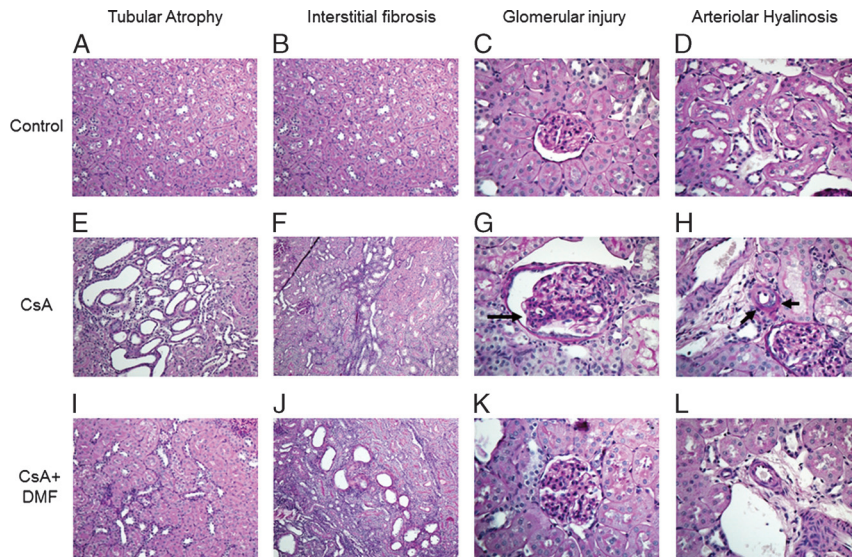 Tubular Atrophy Interstitial fibrosis Glomerular injury Arteriolar Hyalinosis
A B C D
Control
E F G H
CsA
I J K L
CsA+
DMF